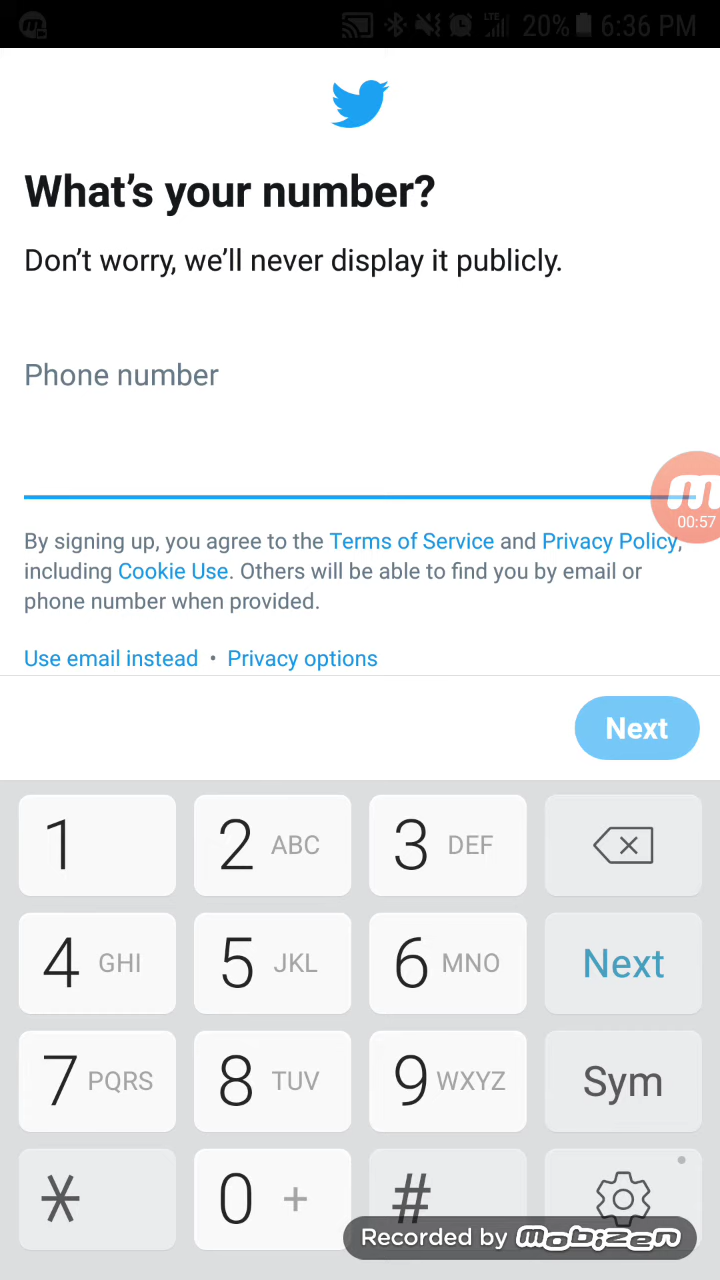 LTE 20% 6:36 PM
What's your number?
Don't worry, we'll never display it publicly.
Phone number
m
00:57
By signing up, you agree to the Terms of Service and Privacy Policy,
including Cookie Use. Others will be able to find you by email or
phone number when provided.
Use email instead • Privacy options
Next
1 2 ABC 3 DEF
4 GHI 5 JKL 6 MNO Next
7 PQRS 8 TUV 9 WXYZ Sym
* 0 + #
Recorded by mobizen